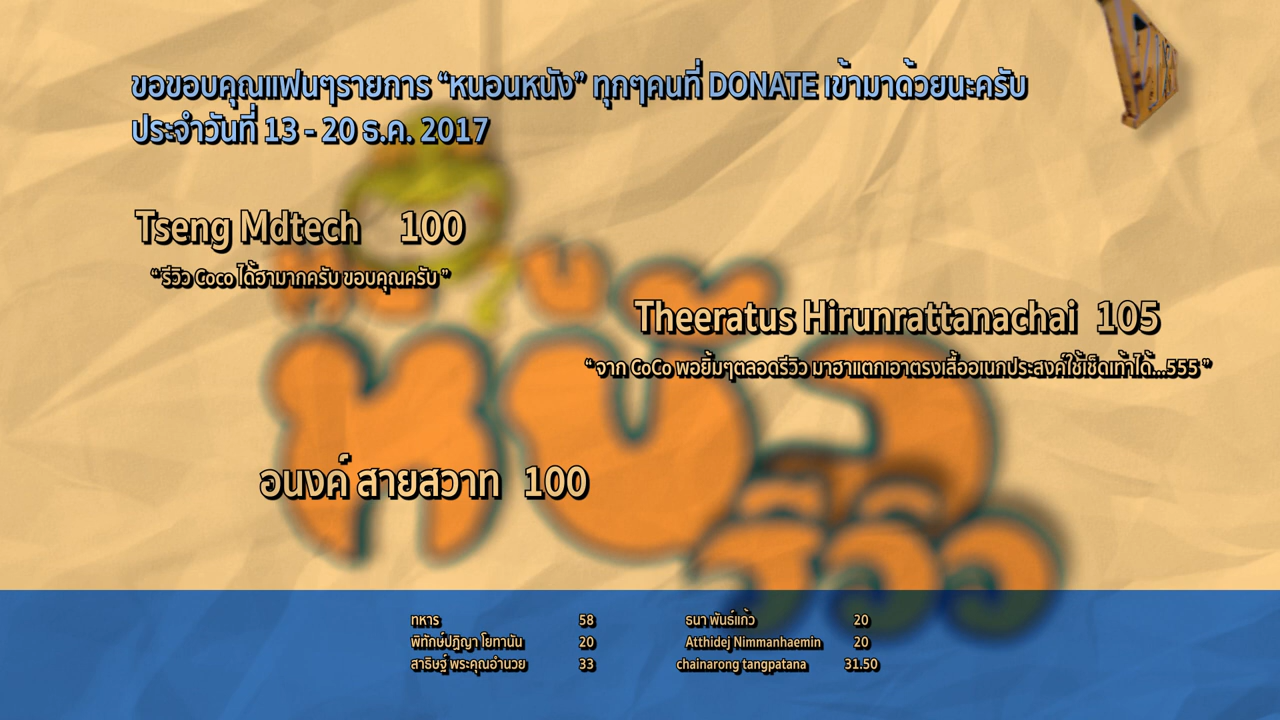 ขอขอบคุณแฟนๆรายการ “หนอนหนัง” ทุกๆคนที่ DONATE เข้ามาด้วยนะครับ
ประจำวันที่ 13 - 20 ธ.ค. 2017
Tseng Mdtech 100
“รีวิว Coco ได้ฮามากครับ ขอบคุณครับ”
Theeratus Hirunrattanachai 105
“จาก CoCo พอยิ้มๆตลอดรีวิว มาฮาแตกเอาตรงเสื้ออเนกประสงค์ใช้เช็ดเท้าได้...555”
อนงค์ สายสวาท 100
รีวิว
ทหาร 58
ธนา พันธ์แก้ว 20
พิทักษ์ปฏิญา โยทานัน 20
Atthidej Nimmanhaemin 20
สาธิษฐ์ พระคุณอำนวย 33
chainarong tangpatana 31.50